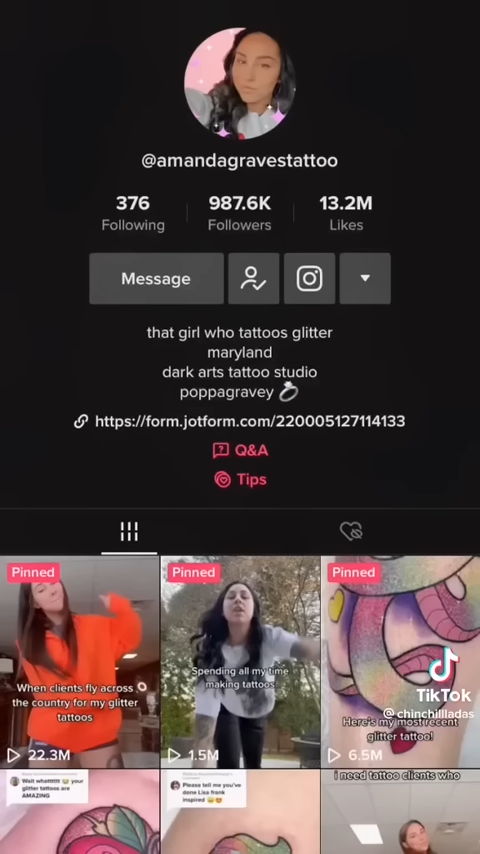 @amandagravestattoo
376
987.6K
13.2M
Following
Followers
Likes
Message
that girl who tattoos glitter
maryland
dark arts tattoo studio
poppagravey
https://form.jotform.com/220005127114133
Q&A
Tips
Pinned
When clients fly across
the country for my glitter
tattoos
22.3M
Pinned
Spending all my time
making tattoos
1.5M
Pinned
TikTok
@chinchilladas
Here's my most recent
glitter tattoo!
6.5M
Wait whatttttt your
glitter tattoos are
AMAZING
Please tell me you've
done Lisa frank
inspired
i need tattoo clients who